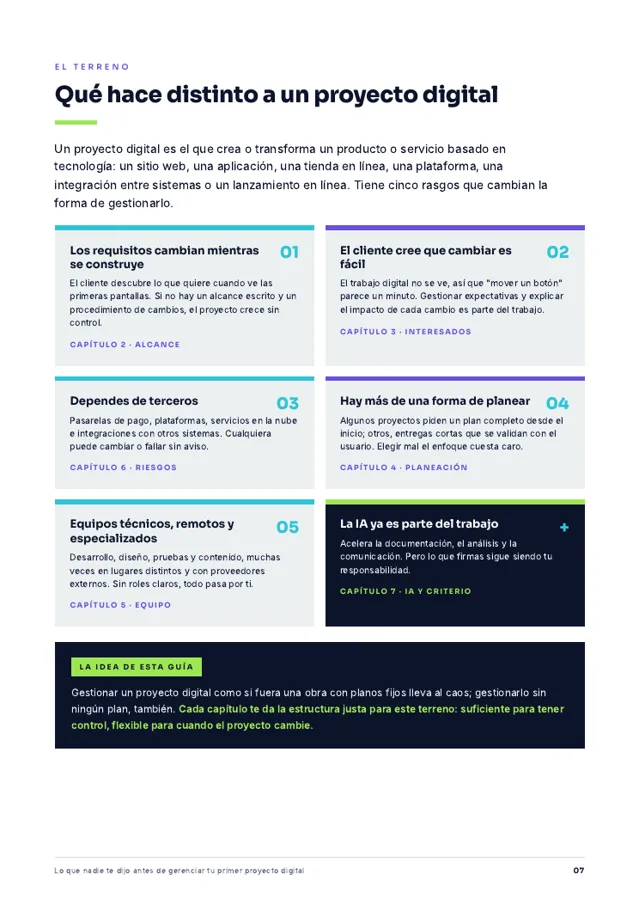 EL TERRENO
Qué hace distinto a un proyecto digital
Un proyecto digital es el que crea o transforma un producto o servicio basado en
tecnología: un sitio web, una aplicación, una tienda en línea, una plataforma, una
integración entre sistemas o un lanzamiento en línea. Tiene cinco rasgos que cambian la
forma de gestionarlo.
Los requisitos cambian mientras
se construye
01
El cliente descubre lo que quiere cuando ve las
primeras pantallas. Si no hay un alcance escrito y un
procedimiento de cambios, el proyecto crece sin
control.
CAPÍTULO 2 · ALCANCE
El cliente cree que cambiar es
fácil
02
El trabajo digital no se ve, así que "mover un botón"
parece un minuto. Gestionar expectativas y explicar
el impacto de cada cambio es parte del trabajo.
CAPÍTULO 3 · INTERESADOS
Dependes de terceros
03
Pasarelas de pago, plataformas, servicios en la nube
e integraciones con otros sistemas. Cualquiera
puede cambiar o fallar sin aviso.
CAPÍTULO 6 · RIESGOS
Hay más de una forma de planear
04
Algunos proyectos piden un plan completo desde el
inicio; otros, entregas cortas que se validan con el
usuario. Elegir mal el enfoque cuesta caro.
CAPÍTULO 4 · PLANEACIÓN
Equipos técnicos, remotos y
especializados
05
Desarrollo, diseño, pruebas y contenido, muchas
veces en lugares distintos y con proveedores
externos. Sin roles claros, todo pasa por ti.
CAPÍTULO 5 · EQUIPO
La IA ya es parte del trabajo
+
Acelera la documentación, el análisis y la
comunicación. Pero lo que firmas sigue siendo tu
responsabilidad.
CAPÍTULO 7 · IA Y CRITERIO
LA IDEA DE ESTA GUÍA
Gestionar un proyecto digital como si fuera una obra con planos fijos lleva al caos; gestionarlo sin
ningún plan, también. Cada capítulo te da la estructura justa para este terreno: suficiente para tener
control, flexible para cuando el proyecto cambie.
Lo que nadie te dijo antes de gerenciar tu primer proyecto digital
07